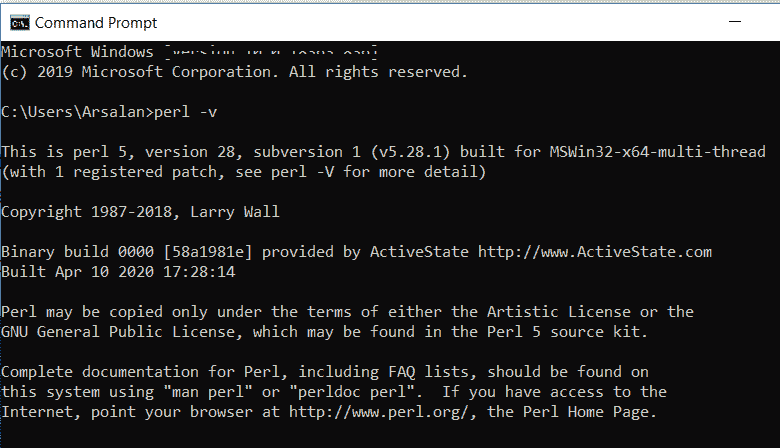 Command Prompt
Microsoft Windows
(c) 2019 Microsoft Corporation. All rights reserved.
C:\Users\Arsalan>perl -v
This is perl 5, version 28, subversion 1 (v5.28.1) built for MSWin32-x64-multi-thread
(with 1 registered patch, see perl -V for more detail)
Copyright 1987-2018, Larry Wall
Binary build 0000 [58a1981e] provided by ActiveState http://www.ActiveState.com
Built Apr 10 2020 17:28:14
Perl may be copied only under the terms of either the Artistic License or the
GNU General Public License, which may be found in the Perl 5 source kit.
Complete documentation for Perl, including FAQ lists, should be found on
this system using "man perl" or "perldoc perl".  If you have access to the
Internet, point your browser at http://www.perl.org/, the Perl Home Page.